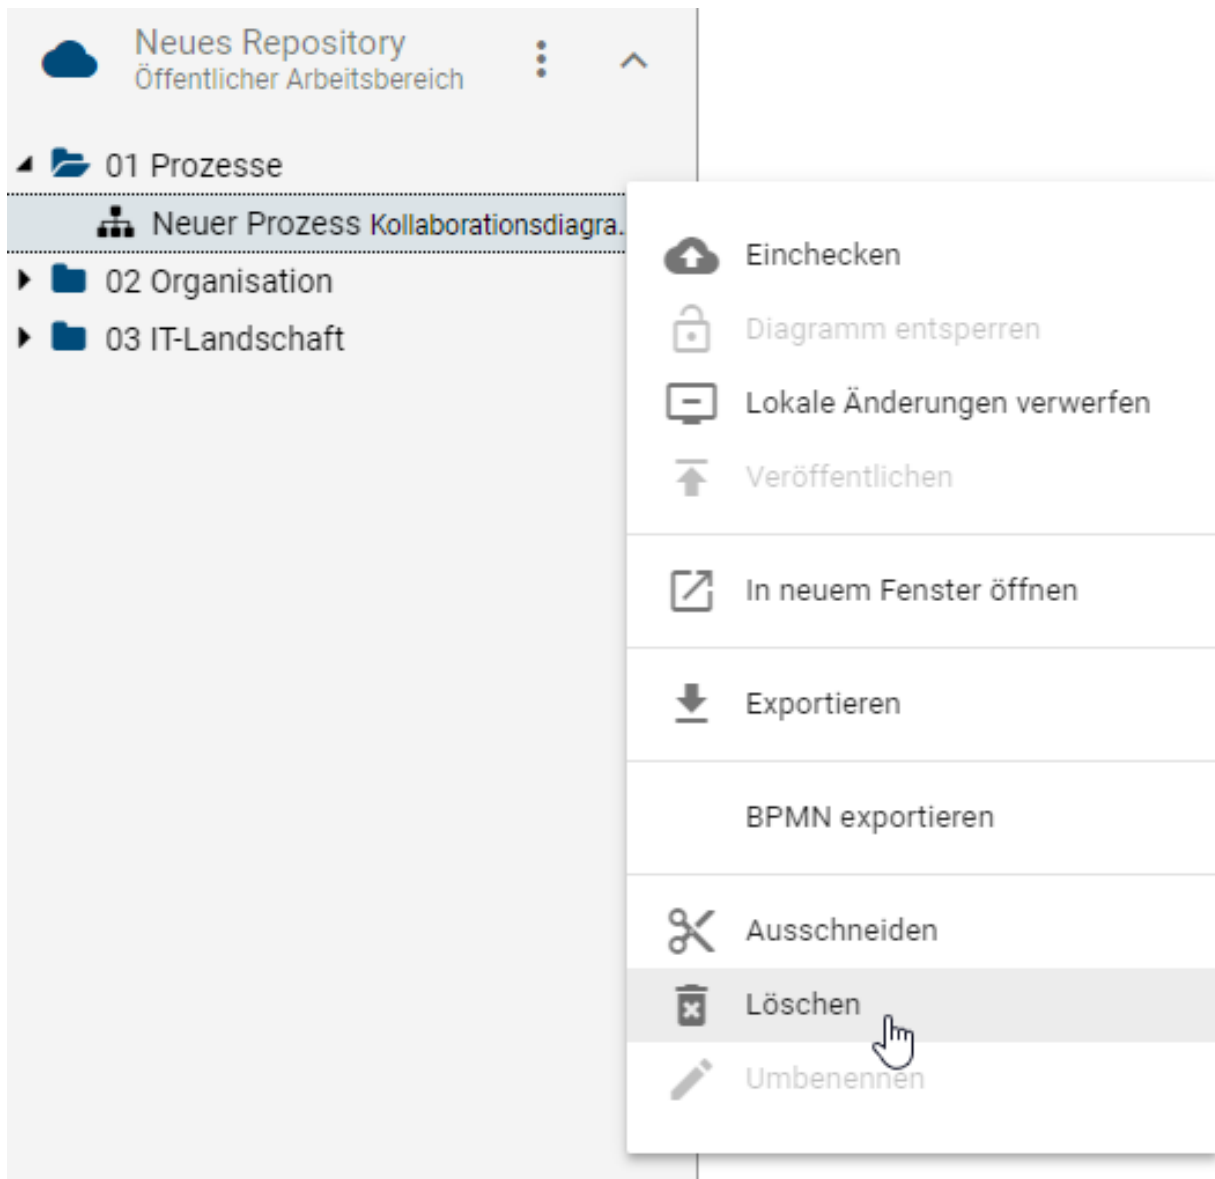 Neues Repository
Öffentlicher Arbeitsbereich
01 Prozesse
Neuer Prozess Kollaborationsdiagra..
02 Organisation
03 IT-Landschaft
Einchecken
Diagramm entsperren
Lokale Änderungen verwerfen
Veröffentlichen
In neuem Fenster öffnen
Exportieren
BPMN exportieren
Ausschneiden
Löschen
Umbenennen